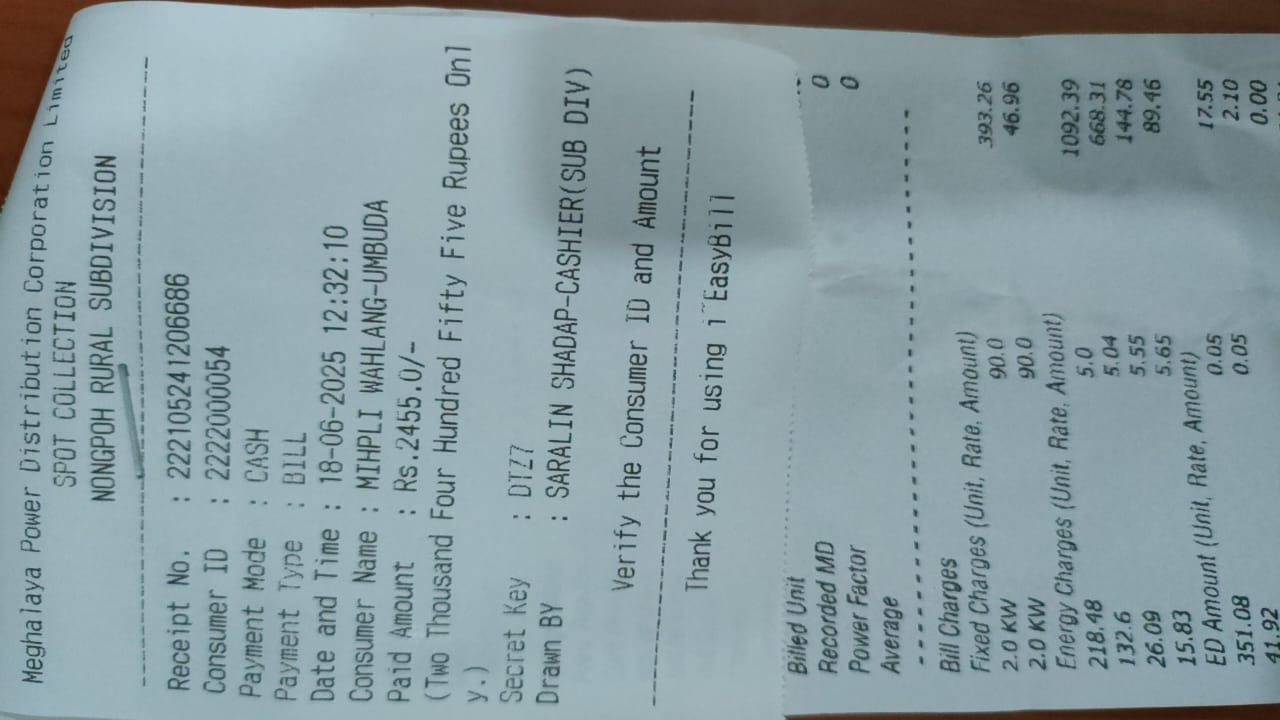 Meghalaya Power Distribution Corporation Limited
SPOT COLLECTION
NONGPOH RURAL SUBDIVISION
Receipt No. : 2221052412066​86
Consumer ID : 2222000054
Payment Mode : CASH
Payment Type : BILL
Date and Time : 18-06-2025 12:32:10
Consumer Name : MIHPLI WAHLANG-UMBUDA
Paid Amount : Rs.2455.0/-
(Two Thousand Four Hundred Fifty Five Rupees Onl
y.)
Secret Key : DTZ7
Drawn BY : SARALIN SHADAP-CASHIER(SUB DIV)
Verify the Consumer ID and Amount
Thank you for using i˜EasyBill
Billed Unit
Recorded MD 0
Power Factor 0
Average
Bill Charges
Fixed Charges (Unit, Rate, Amount)
2.0 KW 90.0 393.26
2.0 KW 90.0 46.96
Energy Charges (Unit, Rate, Amount)
218.48 5.0 1092.39
132.6 5.04 668.31
26.09 5.55 144.78
15.83 5.65 89.46
ED Amount (Unit, Rate, Amount)
351.08 0.05 17.55
41.92 0.05 2.10
0.00